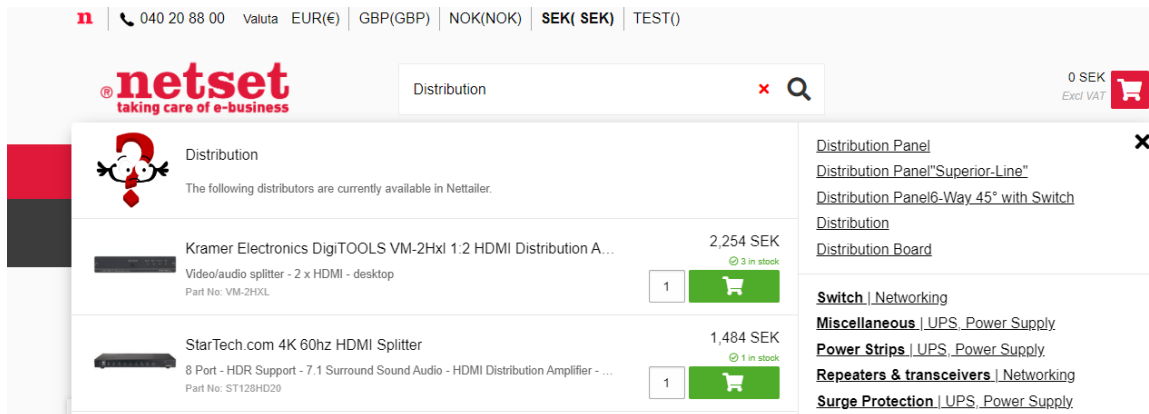 n 040 20 88 00 Valuta EUR(€) GBP(GBP) NOK(NOK) SEK( SEK) TEST()
® netset
taking care of e-business
Distribution
0 SEK
Excl VAT
Distribution
The following distributors are currently available in Nettailer.
Kramer Electronics DigiTOOLS VM-2Hxl 1:2 HDMI Distribution A...
Video/audio splitter - 2 x HDMI - desktop
Part No: VM-2HXL
2,254 SEK
3 in stock
1
StarTech.com 4K 60hz HDMI Splitter
8 Port - HDR Support - 7.1 Surround Sound Audio - HDMI Distribution Amplifier - ...
Part No: ST128HD20
1,484 SEK
1 in stock
1
Distribution Panel
Distribution Panel"Superior-Line"
Distribution Panel6-Way 45° with Switch
Distribution
Distribution Board
Switch | Networking
Miscellaneous | UPS, Power Supply
Power Strips | UPS, Power Supply
Repeaters & transceivers | Networking
Surge Protection | UPS, Power Supply